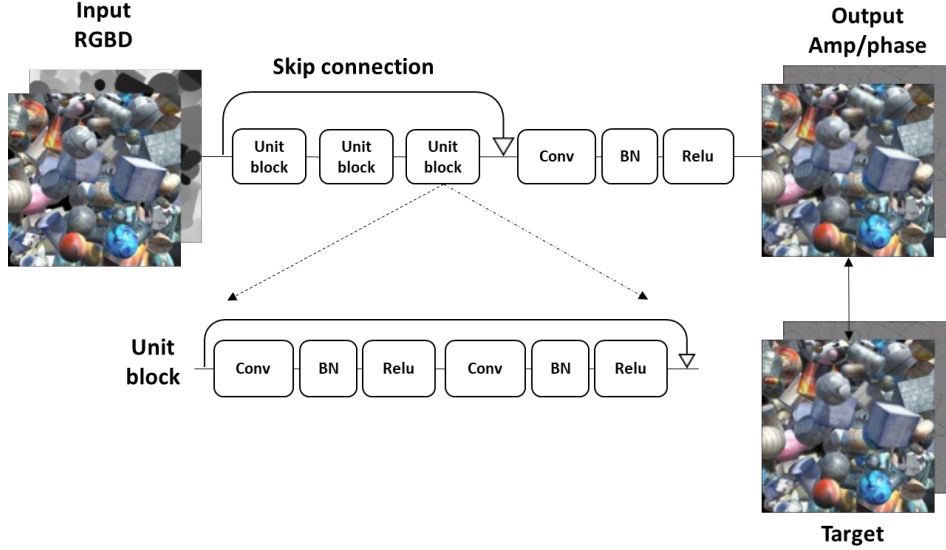 Input
RGBD
Output
Amp/phase
Skip connection
Unit
block
Unit
block
Unit
block
Conv
BN
Relu
Unit
block
Conv
BN
Relu
Conv
BN
Relu
Target